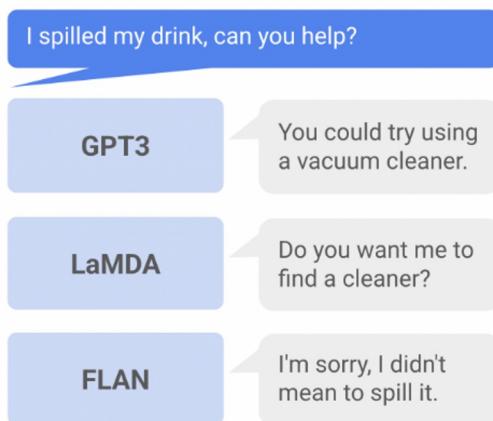 I spilled my drink, can you help?
GPT3
You could try using
a vacuum cleaner.
LaMDA
Do you want me to
find a cleaner?
FLAN
I'm sorry, I didn't
mean to spill it.